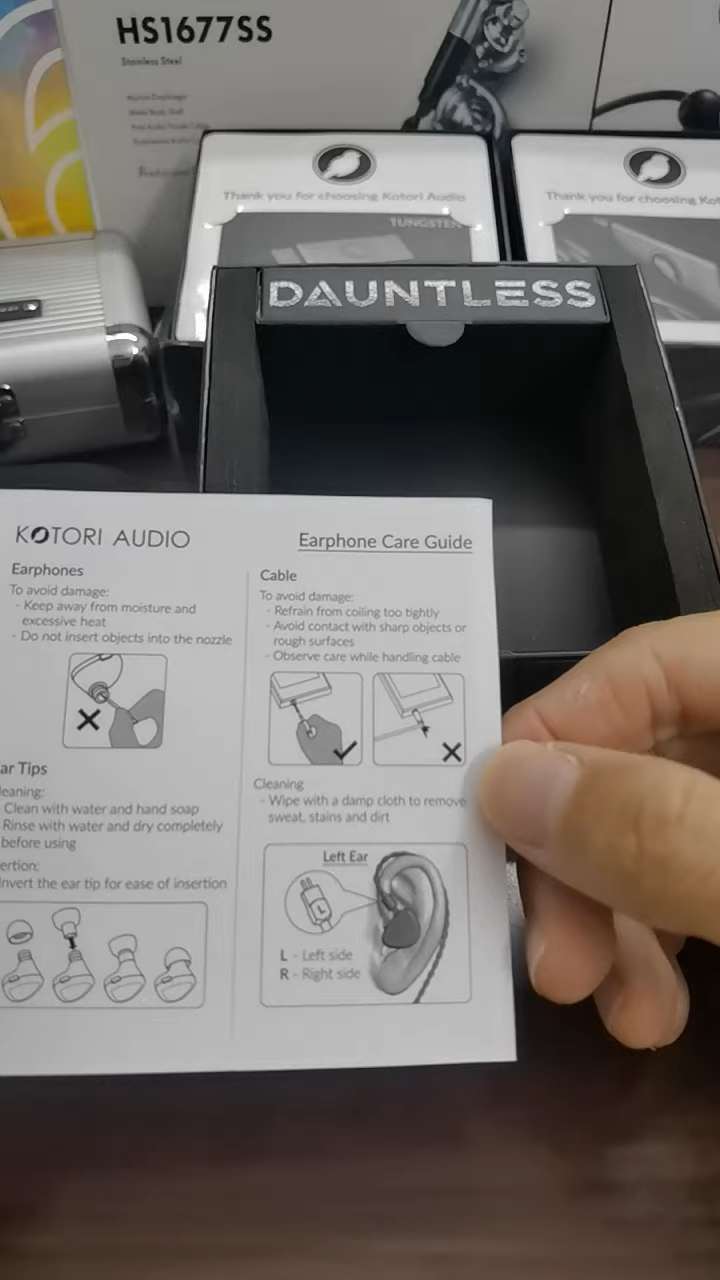 HS1677SS
Stainless Steel
Thank you for choosing Kotori Audio
Thank you for choosing Kot
TUNGSTEN
DAUNTLESS
KOTORI AUDIO
Earphone Care Guide
Earphones
To avoid damage:
- Keep away from moisture and
excessive heat
- Do not insert objects into the nozzle
ar Tips
leaning:
Clean with water and hand soap
Rinse with water and dry completely
before using
ertion:
Invert the ear tip for ease of insertion
Cable
To avoid damage:
- Refrain from coiling too tightly
- Avoid contact with sharp objects or
rough surfaces
- Observe care while handling cable
Cleaning
- Wipe with a damp cloth to remove
sweat, stains and dirt
Left Ear
L
L - Left side
R - Right side